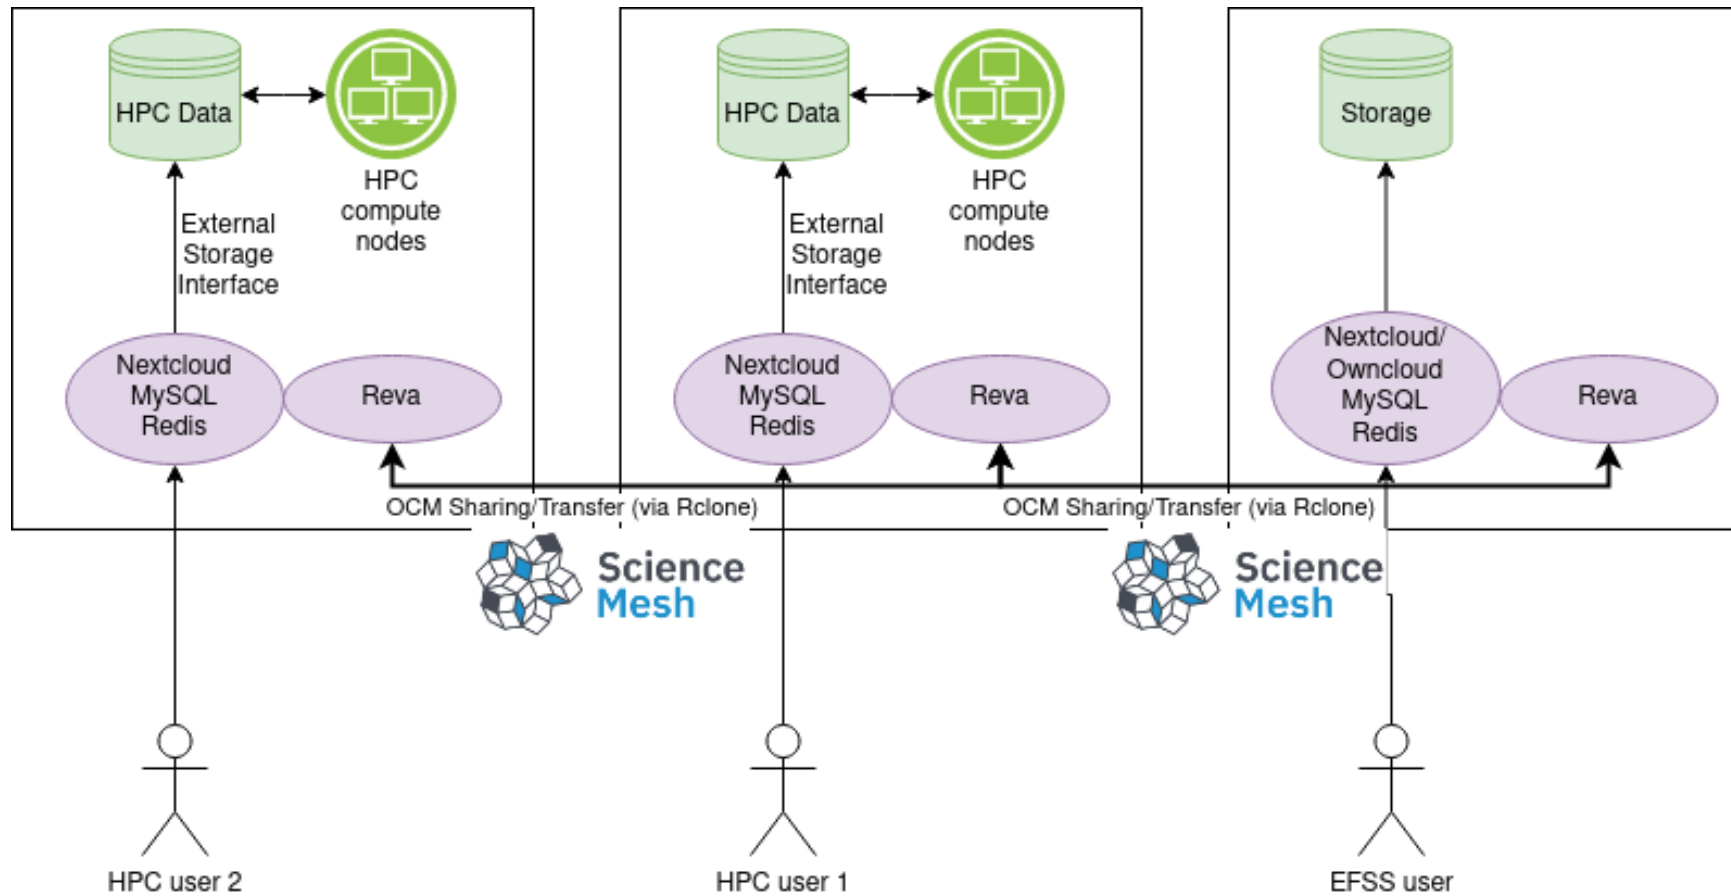 HPC Data
HPC
compute
nodes
External
Storage
Interface
Nextcloud
MySQL
Redis
Reva
HPC Data
HPC
compute
nodes
External
Storage
Interface
Nextcloud
MySQL
Redis
Reva
Storage
Nextcloud/
Owncloud
MySQL
Redis
Reva
OCM Sharing/Transfer (via Rclone)
OCM Sharing/Transfer (via Rclone)
Science
Mesh
Science
Mesh
HPC user 2
HPC user 1
EFSS user